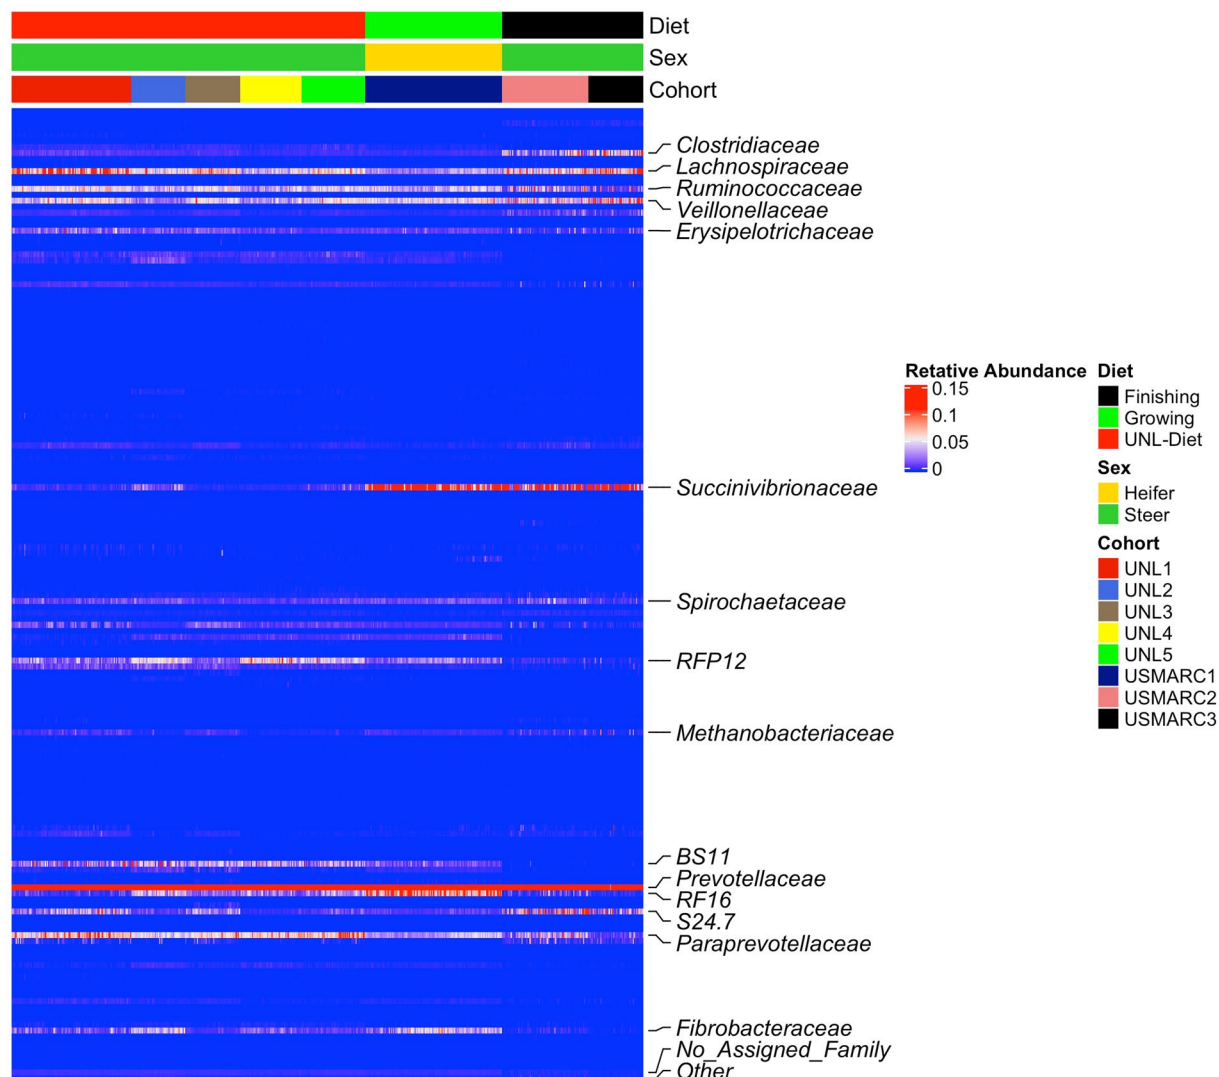 Diet
Sex
Cohort
Clostridiaceae
Lachnospiraceae
Ruminococcaceae
Veillonellaceae
Erysipelotrichaceae
Succinivibrionaceae
Spirochaetaceae
RFP12
Methanobacteriaceae
BS11
Prevotellaceae
RF16
S24.7
Paraprevotellaceae
Fibrobacteraceae
No_Assigned_Family
Other
Relative Abundance
0.15
0.1
0.05
0
Diet
Finishing
Growing
UNL-Diet
Sex
Heifer
Steer
Cohort
UNL1
UNL2
UNL3
UNL4
UNL5
USMARC1
USMARC2
USMARC3